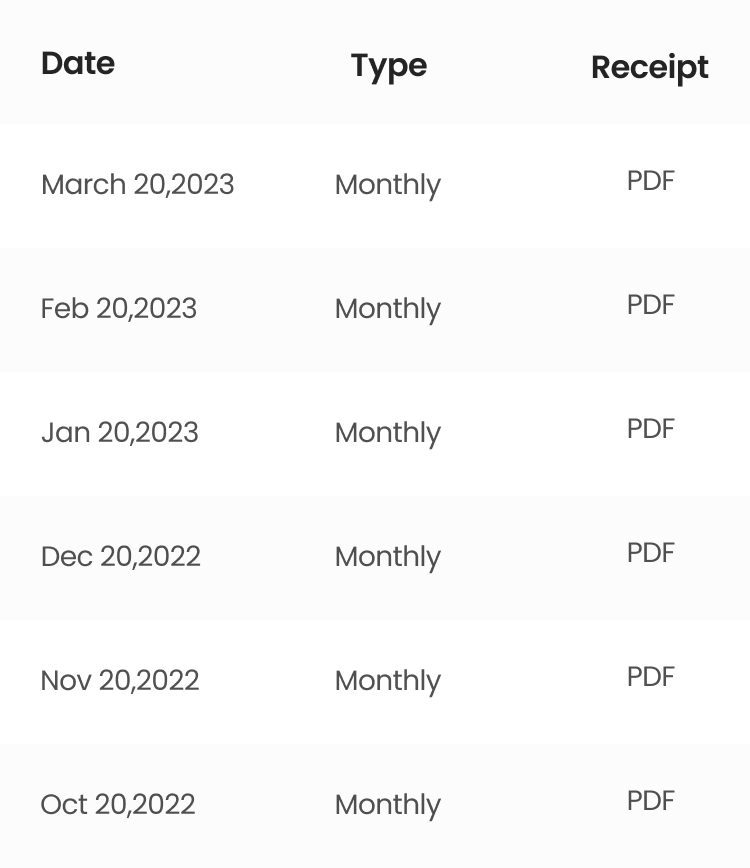 Date Type Receipt
March 20,2023 Monthly PDF
Feb 20,2023 Monthly PDF
Jan 20,2023 Monthly PDF
Dec 20,2022 Monthly PDF
Nov 20,2022 Monthly PDF
Oct 20,2022 Monthly PDF